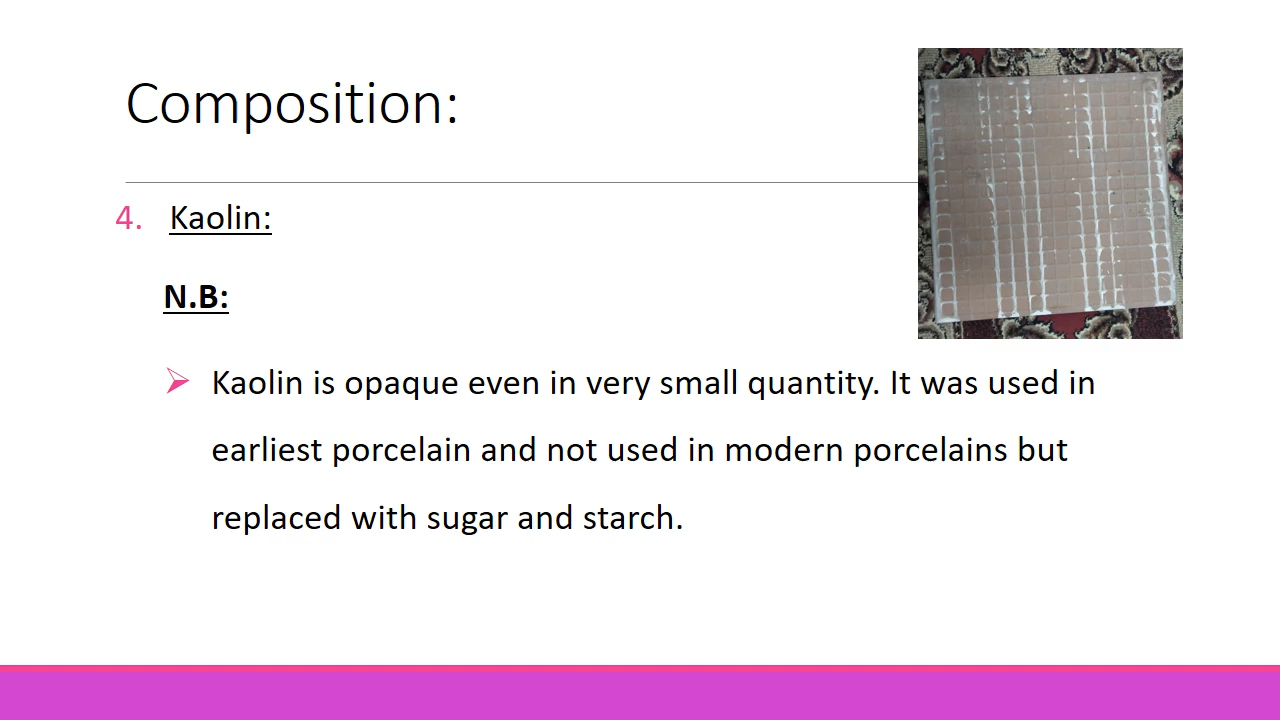 Composition:
4. Kaolin:
N.B:
Kaolin is opaque even in very small quantity. It was used in
earliest porcelain and not used in modern porcelains but
replaced with sugar and starch.